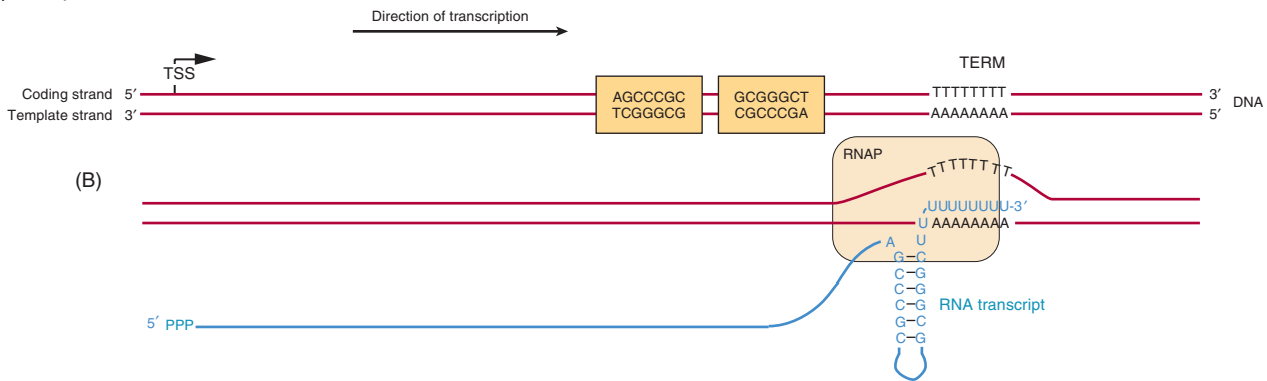 Direction of transcription
TSS
TERM
Coding strand 5′ AGCCCGC GCGGGCT TTTTTTTT 3′
DNA
Template strand 3′ TCGGGCG CGCCCGA AAAAAAAA 5′
RNAP
(B)
TTTTTTTT
UUUUUUUU-3′
U AAAAAAAA
A U
G–C
C–G
C–G
C–G RNA transcript
G–C
C–G
5′ PPP